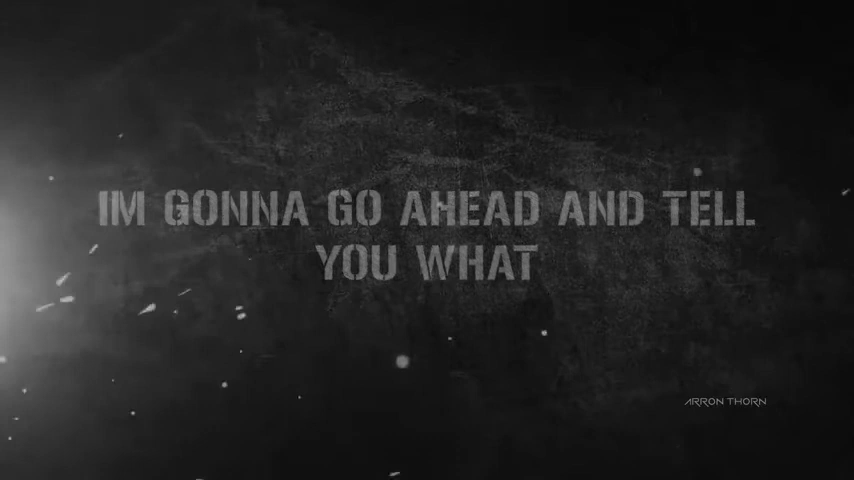 IM GONNA GO AHEAD AND TELL
YOU WHAT
ARRON THORN